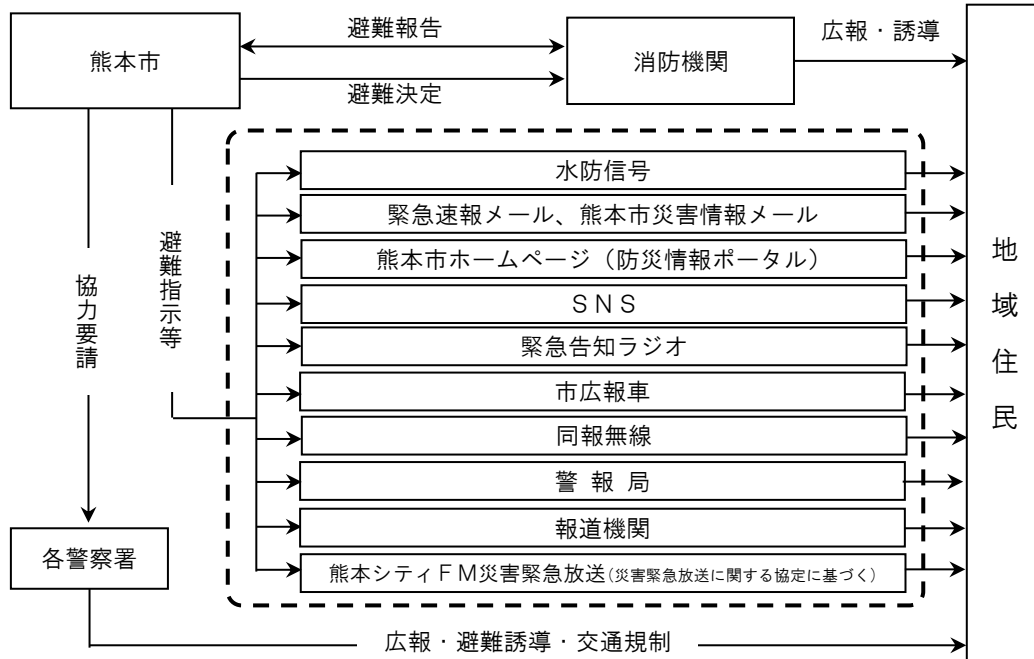 熊本市
避難報告
避難決定
消防機関
広報・誘導
水防信号
緊急速報メール、熊本市災害情報メール
熊本市ホームページ（防災情報ポータル）
ＳＮＳ
緊急告知ラジオ
市広報車
同報無線
警 報 局
報道機関
熊本シティＦＭ災害緊急放送（災害緊急放送に関する協定に基づく）
避難指示等
協力要請
各警察署
広報・避難誘導・交通規制
地域住民